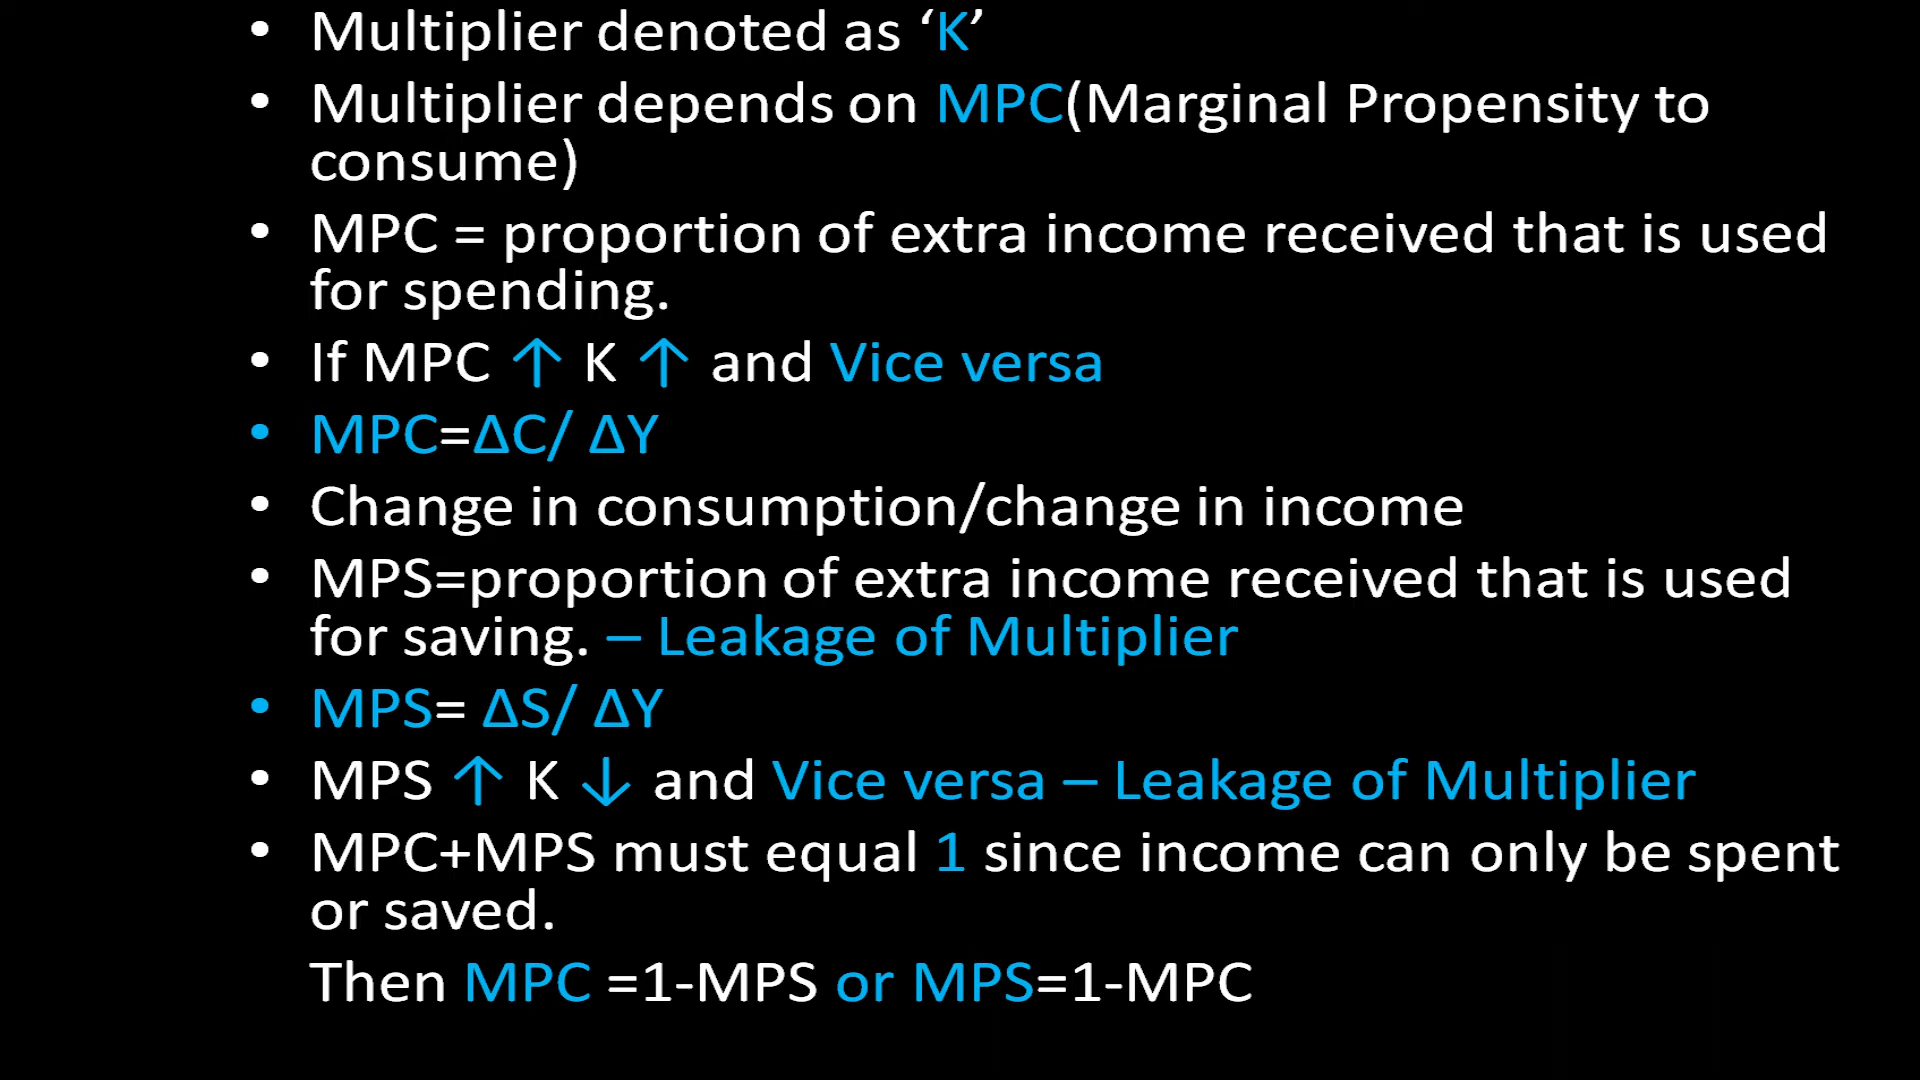 • Multiplier denoted as ‘K’
• Multiplier depends on MPC(Marginal Propensity to
consume)
• MPC = proportion of extra income received that is used
for spending.
• If MPC ↑ K ↑ and Vice versa
• MPC=ΔC/ ΔY
• Change in consumption/change in income
• MPS=proportion of extra income received that is used
for saving. – Leakage of Multiplier
• MPS= ΔS/ ΔY
• MPS ↑ K ↓ and Vice versa – Leakage of Multiplier
• MPC+MPS must equal 1 since income can only be spent
or saved.
Then MPC =1-MPS or MPS=1-MPC